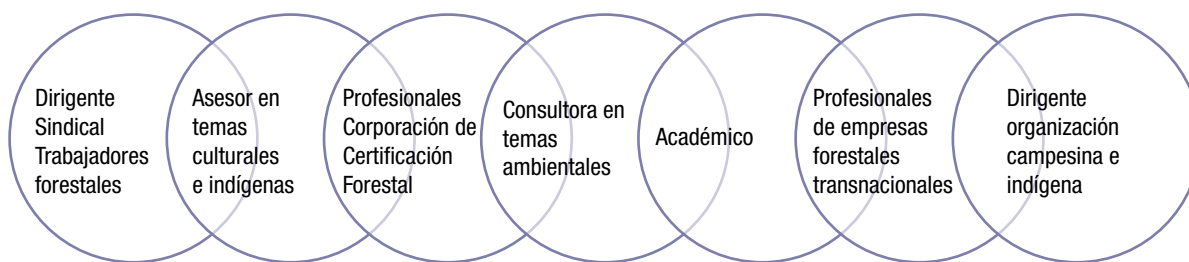 Dirigente
Sindical
Trabajadores
forestales
Asesor en
temas
culturales
e indígenas
Profesionales
Corporación de
Certificación
Forestal
Consultora en
temas
ambientales
Académico
Profesionales
de empresas
forestales
transnacionales
Dirigente
organización
campesina e
indígena